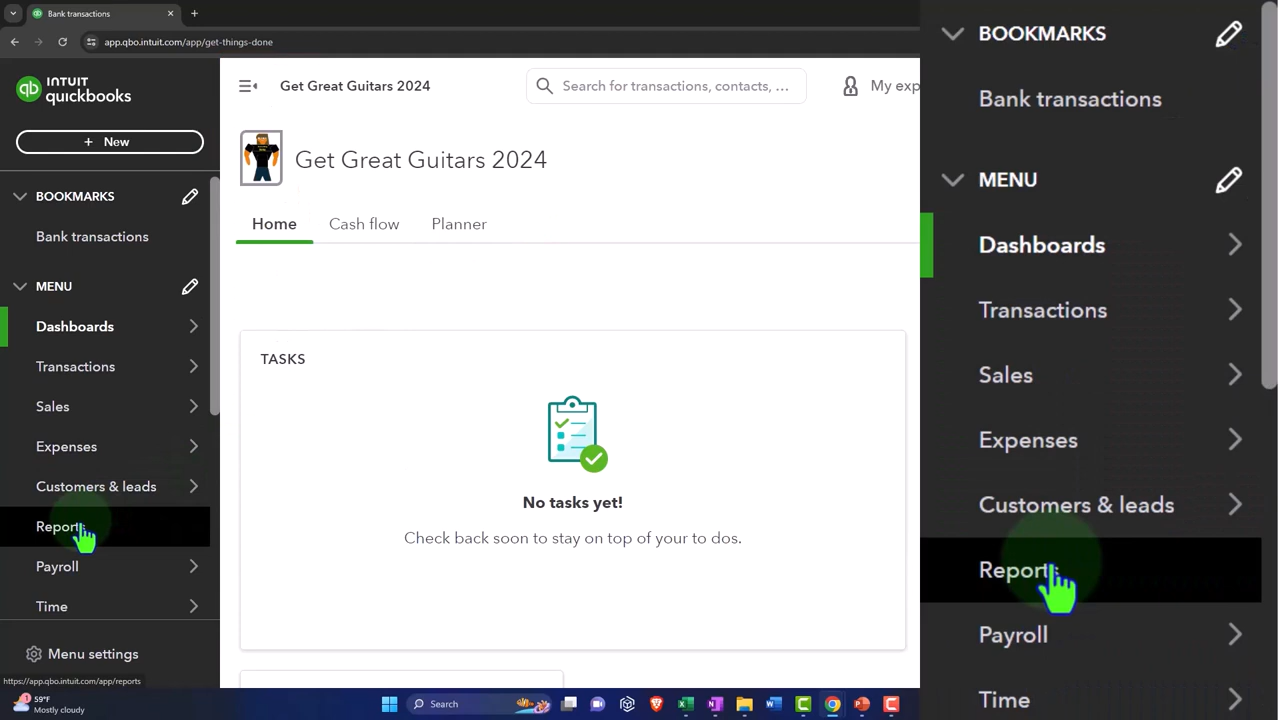 Bank transactions
app.qbo.intuit.com/app/get-things-done
INTUIT
quickbooks
+ New
BOOKMARKS
Bank transactions
MENU
Dashboards
Transactions
Sales
Expenses
Customers & leads
Reports
Payroll
Time
Menu settings
https://app.qbo.intuit.com/app/reports
Get Great Guitars 2024
Search for transactions, contacts, ...
My exp
Get Great Guitars 2024
Home
Cash flow
Planner
TASKS
No tasks yet!
Check back soon to stay on top of your to dos.
BOOKMARKS
Bank transactions
MENU
Dashboards
Transactions
Sales
Expenses
Customers & leads
Reports
Payroll
Time
1
59°F
Mostly cloudy
Search